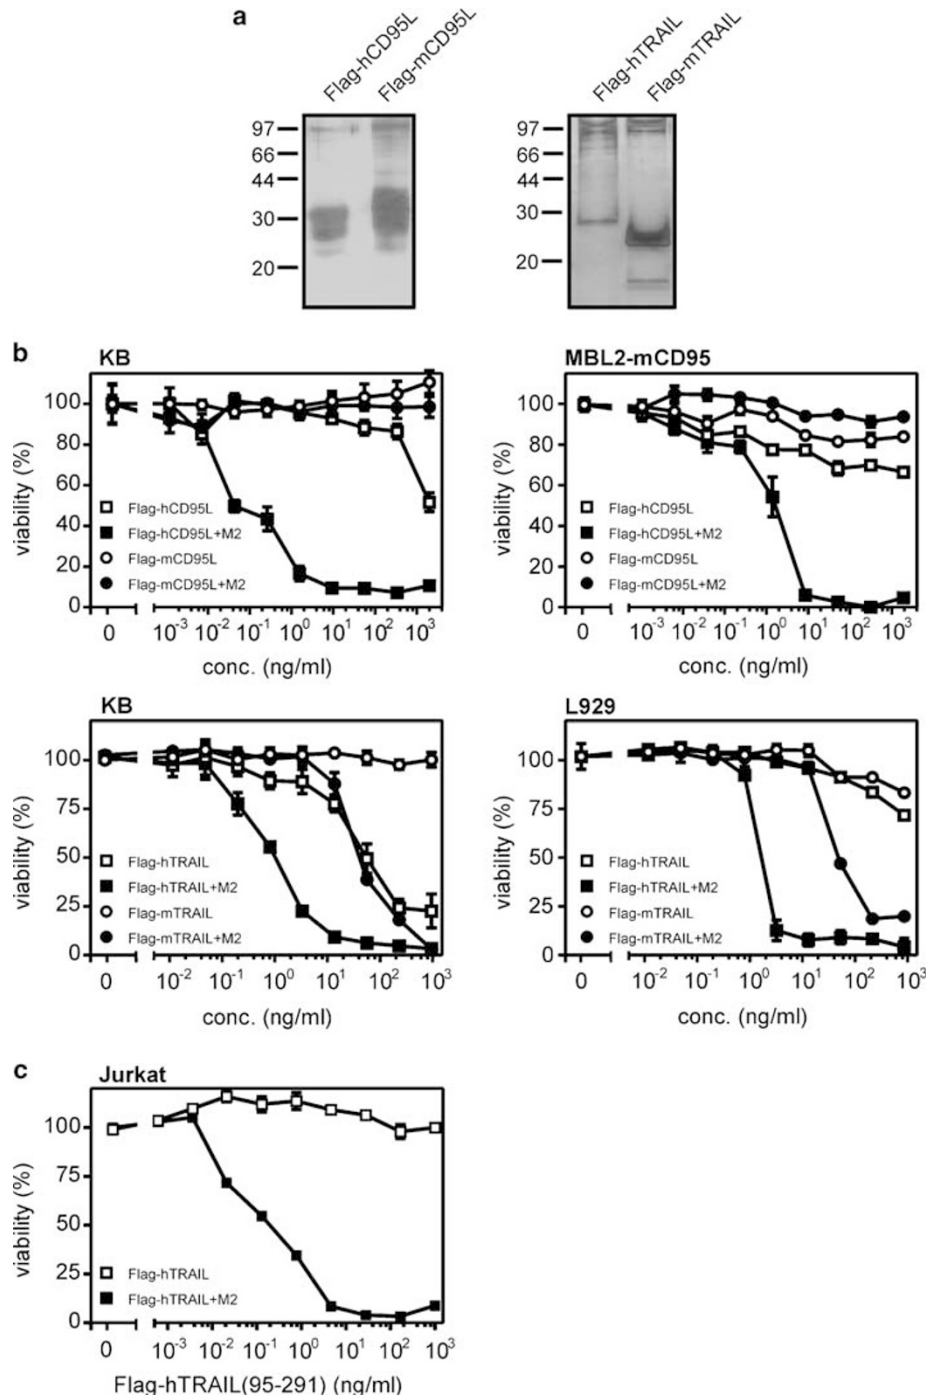 a
Flag-hCD95L
Flag-mCD95L
97
66
44
30
20
Flag-hTRAIL
Flag-mTRAIL
97
66
44
30
20
b
KB
viability (%)
100
80
60
40
20
0
Flag-hCD95L
Flag-hCD95L+M2
Flag-mCD95L
Flag-mCD95L+M2
0 10-3 10-2 10-1 100 101 102 103
conc. (ng/ml)
MBL2-mCD95
viability (%)
100
80
60
40
20
0
Flag-hCD95L
Flag-hCD95L+M2
Flag-mCD95L
Flag-mCD95L+M2
0 10-3 10-2 10-1 100 101 102 103
conc. (ng/ml)
KB
viability (%)
100
75
50
25
0
Flag-hTRAIL
Flag-hTRAIL+M2
Flag-mTRAIL
Flag-mTRAIL+M2
0 10-2 10-1 100 101 102 103
conc. (ng/ml)
L929
viability (%)
100
75
50
25
0
Flag-hTRAIL
Flag-hTRAIL+M2
Flag-mTRAIL
Flag-mTRAIL+M2
0 10-2 10-1 100 101 102 103
conc. (ng/ml)
c
Jurkat
viability (%)
100
75
50
25
0
Flag-hTRAIL
Flag-hTRAIL+M2
0 10-3 10-2 10-1 100 101 102 103
Flag-hTRAIL(95-291) (ng/ml)